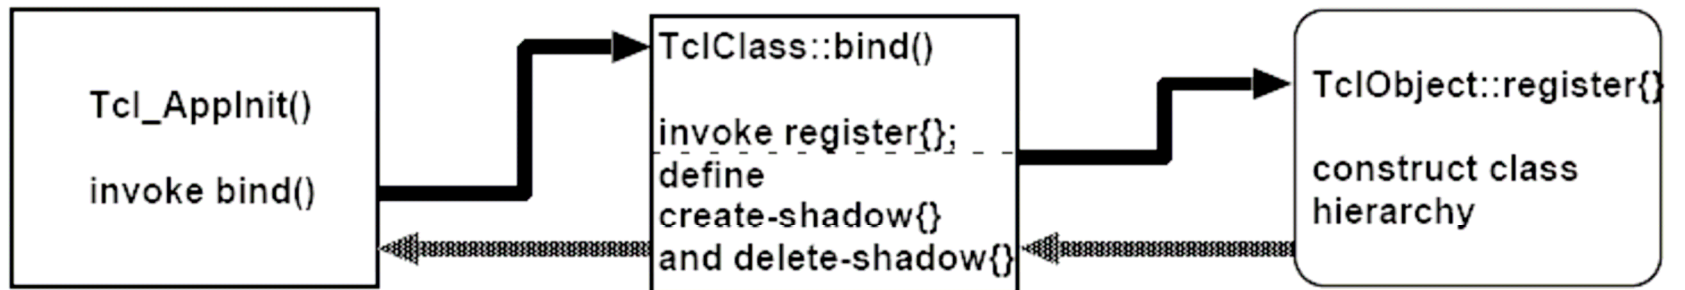 Tcl_AppInit()
invoke bind()
TclClass::bind()
invoke register{};
define
create-shadow{}
and delete-shadow{}
TclObject::register{}
construct class
hierarchy